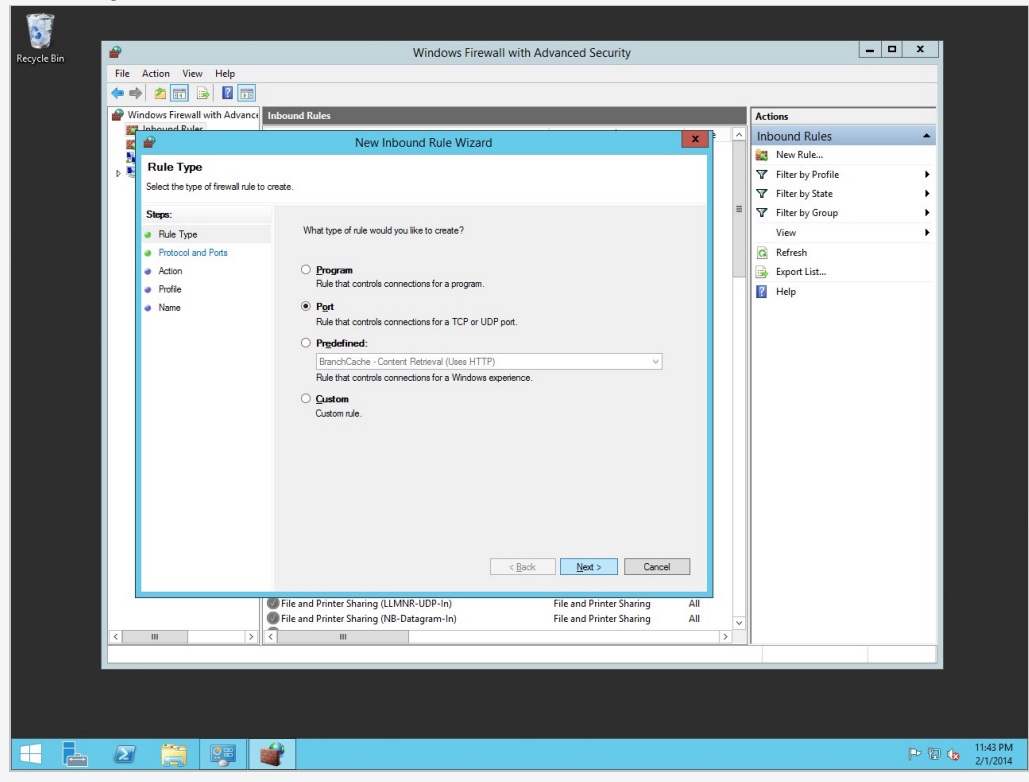 Recycle Bin
Windows Firewall with Advanced Security
File Action View Help
Windows Firewall with Advance
Inbound Rules
Inbound Rules
Actions
Inbound Rules
New Rule...
Filter by Profile
Filter by State
Filter by Group
View
Refresh
Export List...
Help
New Inbound Rule Wizard
Rule Type
Select the type of firewall rule to create.
Steps:
Rule Type
Protocol and Ports
Action
Profile
Name
What type of rule would you like to create?
Program
Rule that controls connections for a program.
Port
Rule that controls connections for a TCP or UDP port.
Predefined:
BranchCache - Content Retrieval (Uses HTTP)
Rule that controls connections for a Windows experience.
Custom
Custom rule.
< Back Next > Cancel
File and Printer Sharing (LLMNR-UDP-In) File and Printer Sharing All
File and Printer Sharing (NB-Datagram-In) File and Printer Sharing All
11:43 PM
2/1/2014